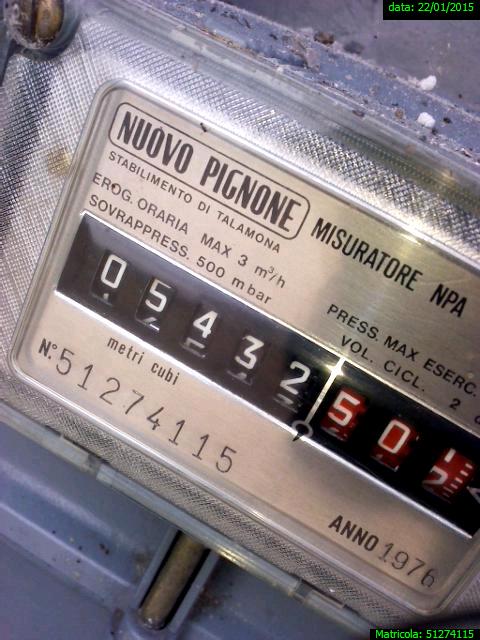 data: 22/01/2015
NUOVO PIGNONE
STABILIMENTO DI TALAMONA
MISURATORE NPA
EROG. ORARIA MAX 3 m³/h
SOVRAPPRESS. 500 mbar
PRESS. MAX ESERC.
VOL. CICL. 2
05432 50
metri cubi
N.° 51274115
ANNO 1976
Matricola: 51274115